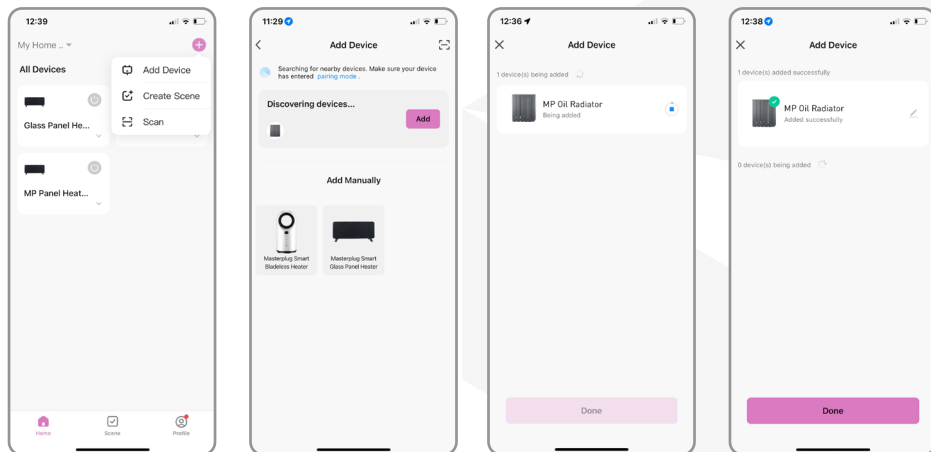 12:39
My Home ..
All Devices
Add Device
Create Scene
Scan
Glass Panel He...
MP Panel Heat...
Home
Scene
Profile
11:29
Add Device
Searching for nearby devices. Make sure your device
has entered pairing mode .
Discovering devices...
Add
Add Manually
Masterplug Smart
Bladeless Heater
Masterplug Smart
Glass Panel Heater
12:36
Add Device
1 device(s) being added
MP Oil Radiator
Being added
Done
12:38
Add Device
1 device(s) added successfully
MP Oil Radiator
Added successfully
0 device(s) being added
Done